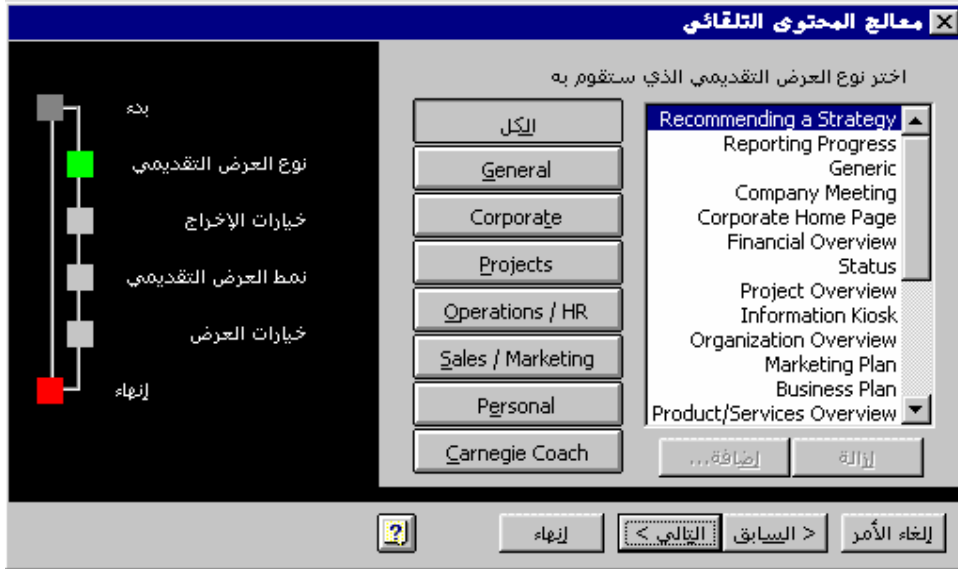 معالج المحتوى التلقائي
اختر نوع العرض التقديمي الذي ستقوم به
Recommending a Strategy
Reporting Progress
Generic
Company Meeting
Corporate Home Page
Financial Overview
Status
Project Overview
Information Kiosk
Organization Overview
Marketing Plan
Business Plan
Product/Services Overview
إزالة
إضافة...
الكل
General
Corporate
Projects
Operations / HR
Sales / Marketing
Personal
Carnegie Coach
بدء
نوع العرض التقديمي
خيارات الإخراج
نمط العرض التقديمي
خيارات العرض
إنهاء
إلغاء الأمر
< السابق
التالي >
إنهاء
?